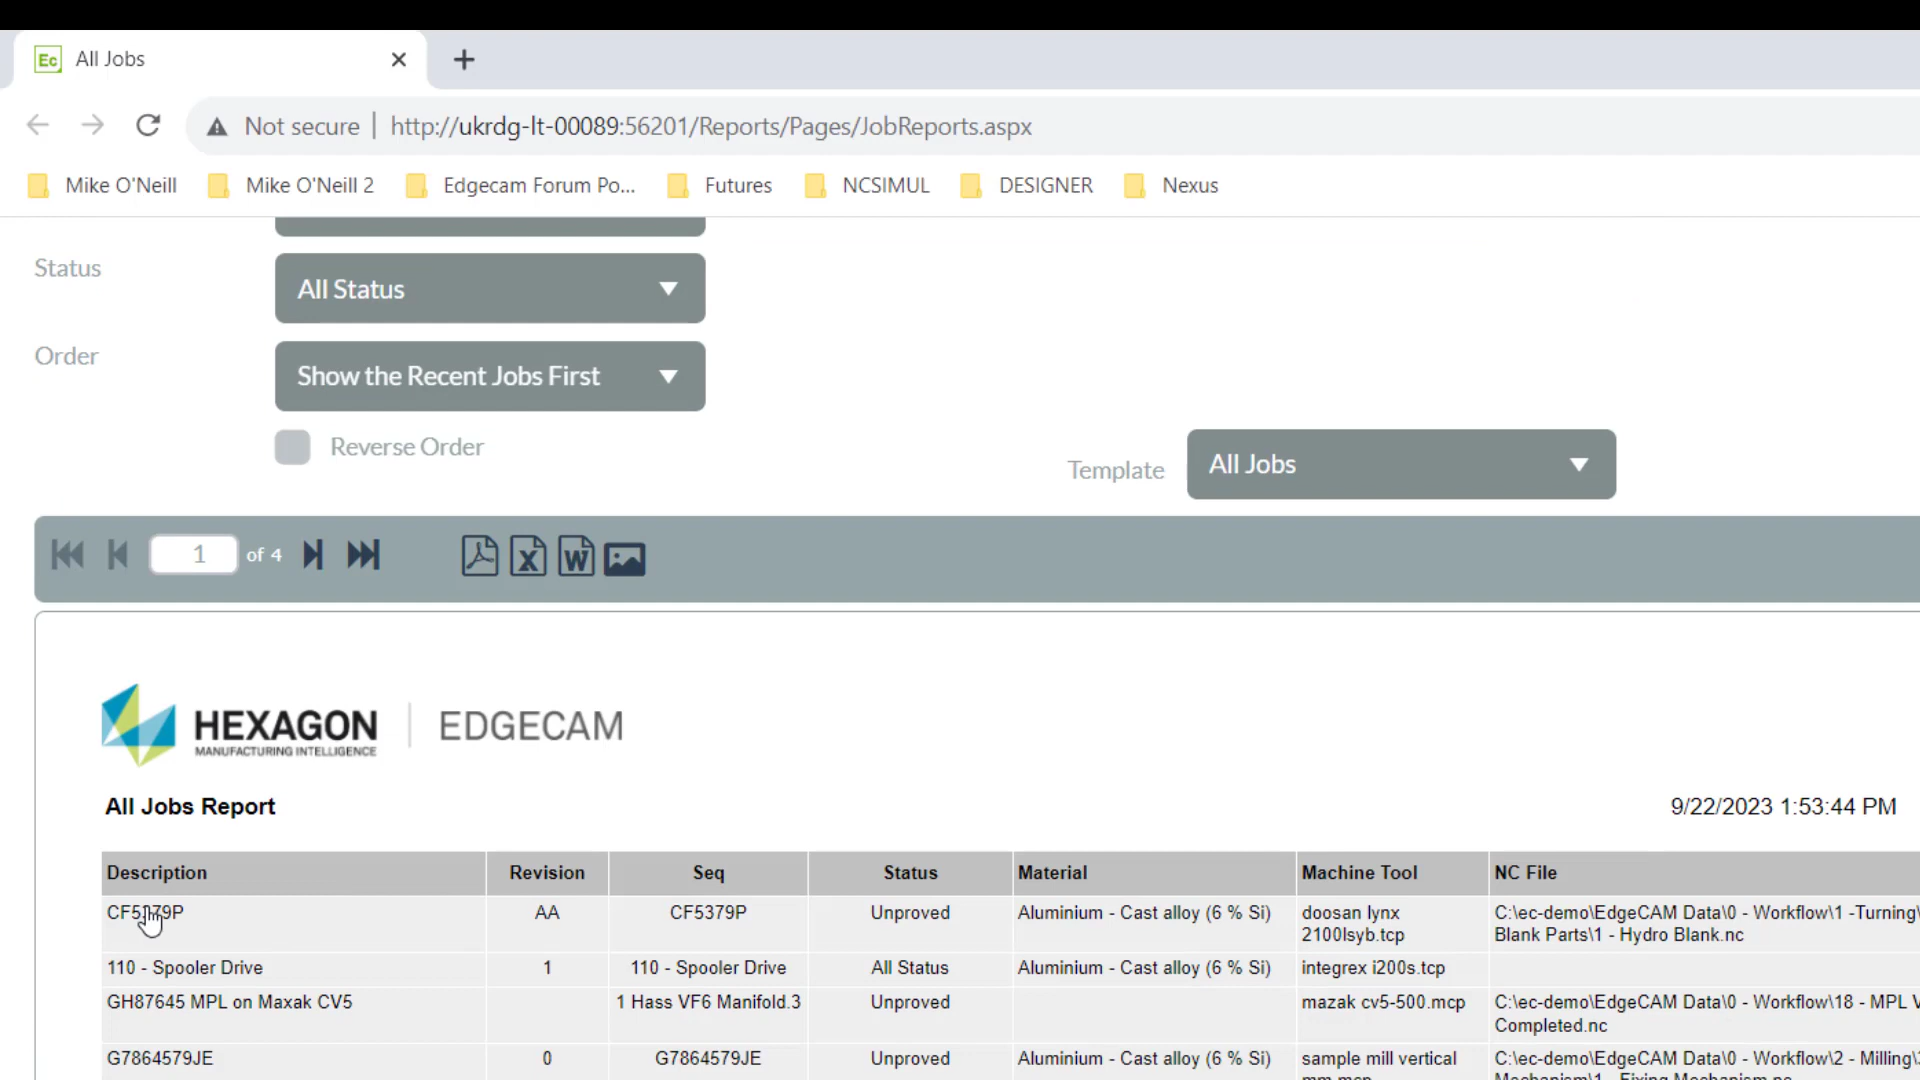 Ec All Jobs
Not secure | http://ukrdg-lt-00089:56201/Reports/Pages/JobReports.aspx
Mike O'Neill Mike O'Neill 2 Edgecam Forum Po... Futures NCSIMUL DESIGNER Nexus
Status
All Status
Order
Show the Recent Jobs First
Reverse Order
Template
All Jobs
1 of 4
HEXAGON
MANUFACTURING INTELLIGENCE
EDGECAM
All Jobs Report
9/22/2023 1:53:44 PM
Description Revision Seq Status Material Machine Tool NC File
CF5379P AA CF5379P Unproved Aluminium - Cast alloy (6 % Si) doosan lynx C:\ec-demo\EdgeCAM Data\0 - Workflow\1 -Turning\
2100lsyb.tcp Blank Parts\1 - Hydro Blank.nc
110 - Spooler Drive 1 110 - Spooler Drive All Status Aluminium - Cast alloy (6 % Si) integrex i200s.tcp
GH87645 MPL on Maxak CV5 1 Hass VF6 Manifold.3 Unproved mazak cv5-500.mcp C:\ec-demo\EdgeCAM Data\0 - Workflow\18 - MPL V
Completed.nc
G7864579JE 0 G7864579JE Unproved Aluminium - Cast alloy (6 % Si) sample mill vertical C:\ec-demo\EdgeCAM Data\0 - Workflow\2 - Milling\